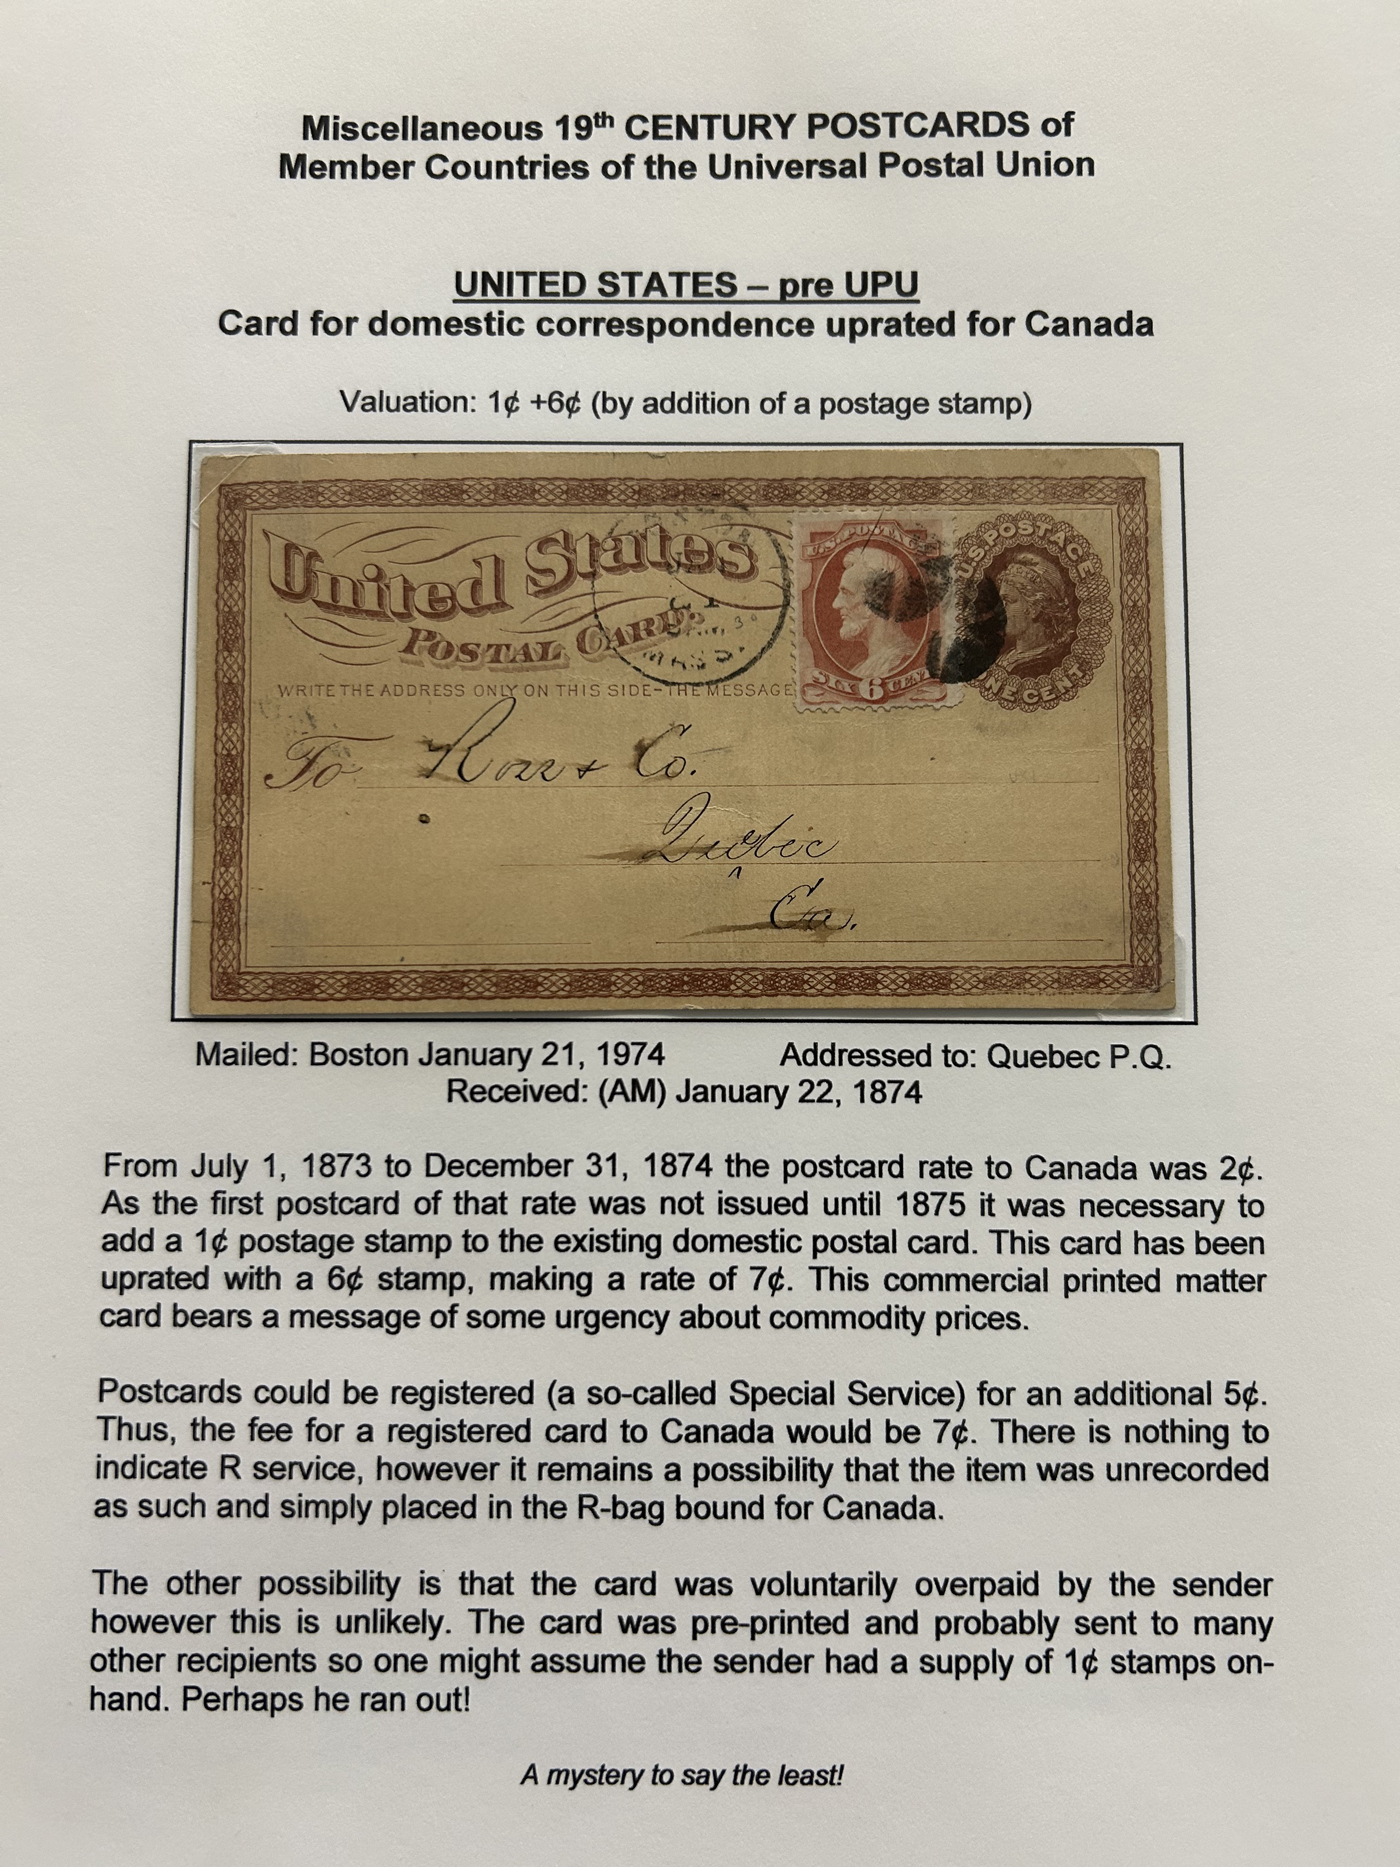 Miscellaneous 19th CENTURY POSTCARDS of
Member Countries of the Universal Postal Union
UNITED STATES – pre UPU
Card for domestic correspondence uprated for Canada
Valuation: 1¢ +6¢ (by addition of a postage stamp)
United States
POSTAL CARD
MASS.
U.S. POSTAGE
SIX 6 CENTS
U.S. POSTAGE
ONE CENT
WRITE THE ADDRESS ONLY ON THIS SIDE–THE MESSAGE
To Ross & Co.
Quebec
Ca.
Mailed: Boston January 21, 1974 Addressed to: Quebec P.Q.
Received: (AM) January 22, 1874
From July 1, 1873 to December 31, 1874 the postcard rate to Canada was 2¢.
As the first postcard of that rate was not issued until 1875 it was necessary to
add a 1¢ postage stamp to the existing domestic postal card. This card has been
uprated with a 6¢ stamp, making a rate of 7¢. This commercial printed matter
card bears a message of some urgency about commodity prices.
Postcards could be registered (a so-called Special Service) for an additional 5¢.
Thus, the fee for a registered card to Canada would be 7¢. There is nothing to
indicate R service, however it remains a possibility that the item was unrecorded
as such and simply placed in the R-bag bound for Canada.
The other possibility is that the card was voluntarily overpaid by the sender
however this is unlikely. The card was pre-printed and probably sent to many
other recipients so one might assume the sender had a supply of 1¢ stamps on-
hand. Perhaps he ran out!
A mystery to say the least!